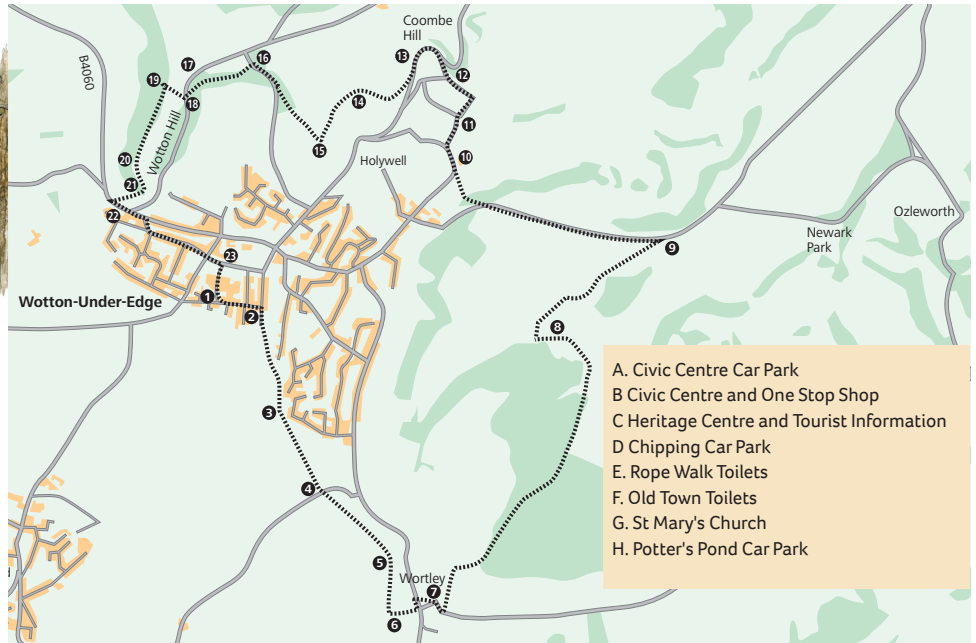 Coombe
Hill
B4060
17
16
13
12
19
18
14
Wotton Hill
11
15
10
20
Holywell
21
22
Ozleworth
Newark
Park
23
9
Wotton-Under-Edge
1
2
8
3
4
5
Wortley
7
6
A. Civic Centre Car Park
B Civic Centre and One Stop Shop
C Heritage Centre and Tourist Information
D Chipping Car Park
E. Rope Walk Toilets
F. Old Town Toilets
G. St Mary's Church
H. Potter's Pond Car Park